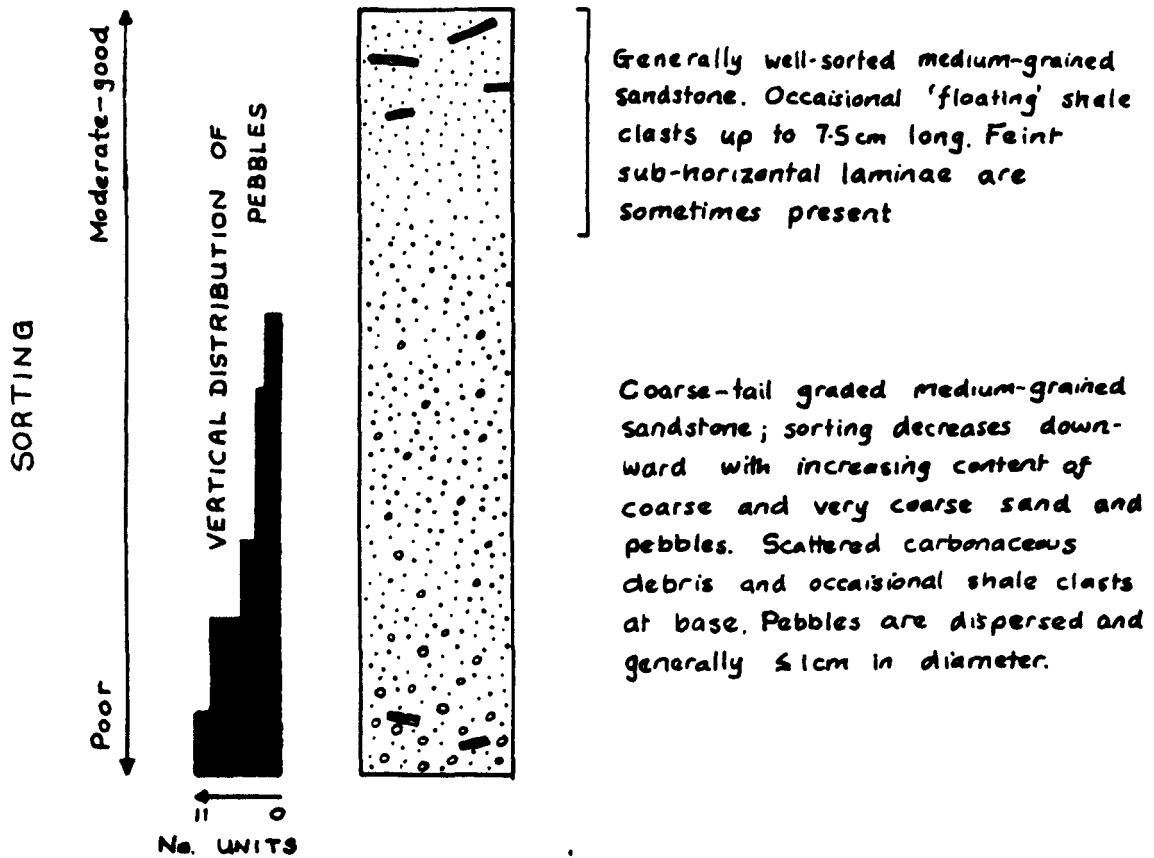 SORTING
Moderate-good
Poor
VERTICAL DISTRIBUTION OF
PEBBLES
11 0
No. UNITS
Generally well-sorted medium-grained
sandstone. Occaisional 'floating' shale
clasts up to 7·5cm long. Feint
sub-horizontal laminae are
sometimes present
Coarse-tail graded medium-grained
sandstone; sorting decreases down-
ward with increasing content of
coarse and very coarse sand and
pebbles. Scattered carbonaceous
debris and occaisional shale clasts
at base. Pebbles are dispersed and
generally ≤ 1cm in diameter.